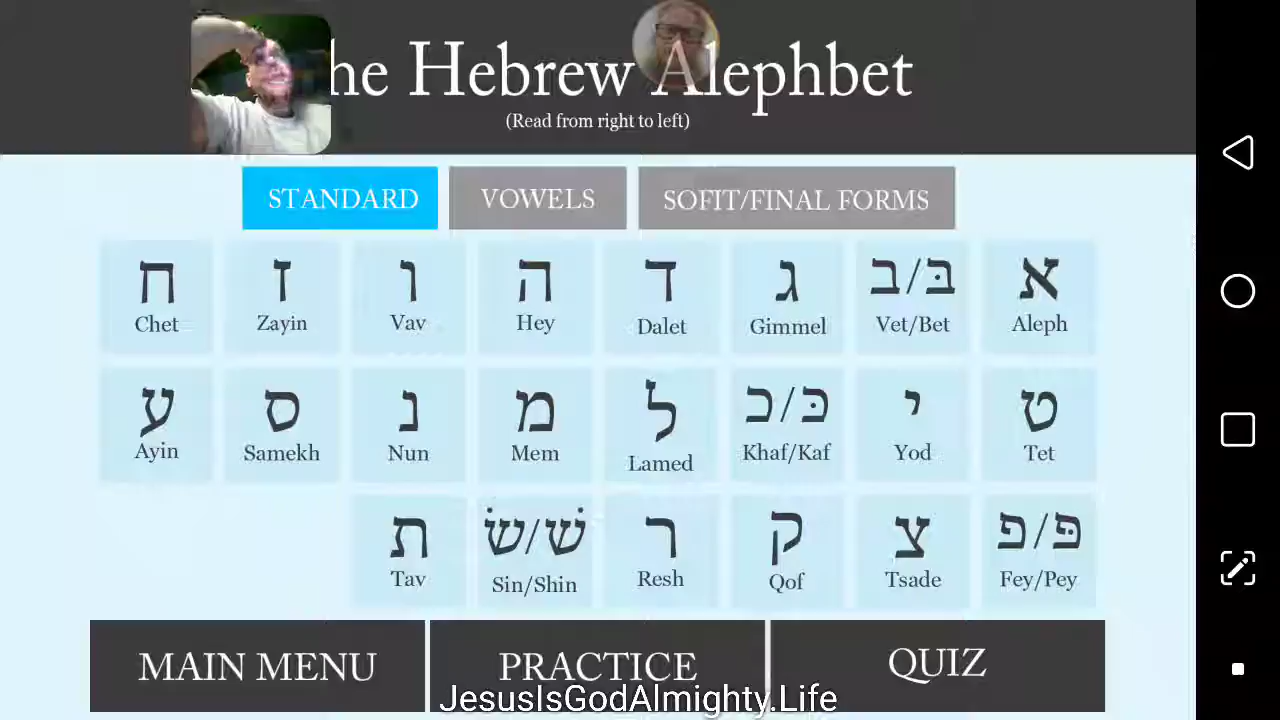 he Hebrew Alephbet
(Read from right to left)
STANDARD VOWELS SOFIT/FINAL FORMS
א בּ/ב ג ד ה ו ז ח
Aleph Vet/Bet Gimmel Dalet Hey Vav Zayin Chet
ט י כּ/כ ל מ נ ס ע
Tet Yod Khaf/Kaf Lamed Mem Nun Samekh Ayin
פּ/פ צ ק ר שׁ/שׂ ת
Fey/Pey Tsade Qof Resh Sin/Shin Tav
MAIN MENU PRACTICE QUIZ
JesusIsGodAlmighty.Life